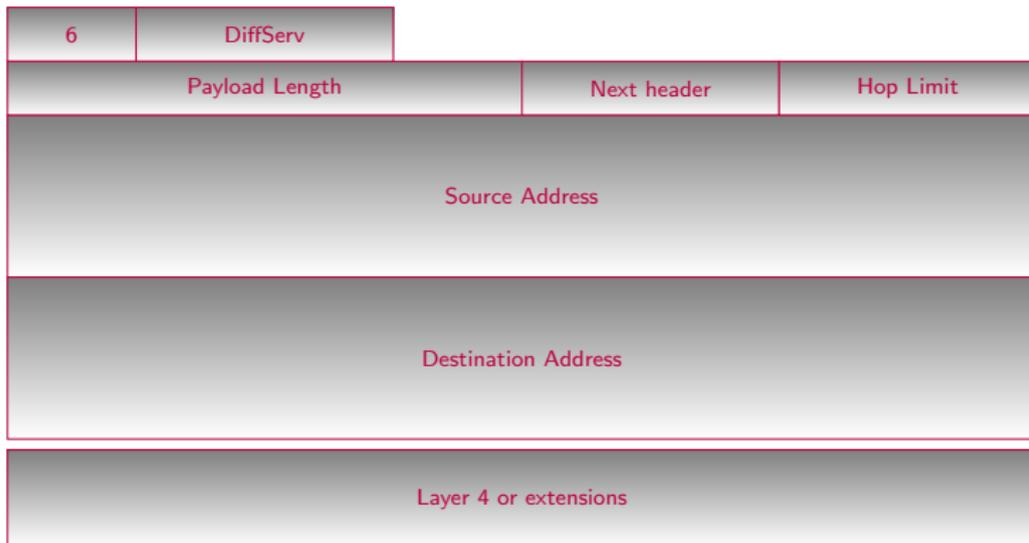 6
DiffServ
Payload Length
Next header
Hop Limit
Source Address
Destination Address
Layer 4 or extensions